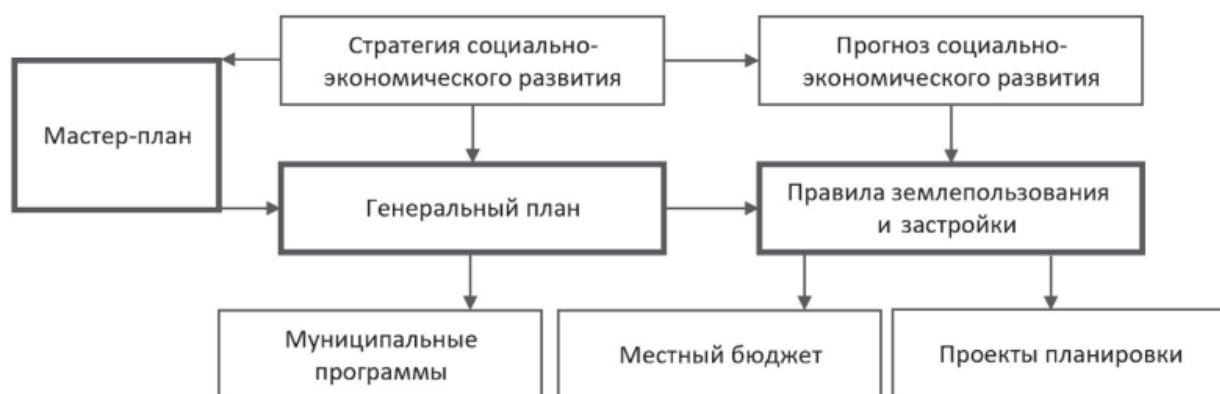 Стратегия социально-
экономического развития
Прогноз социально-
экономического развития
Мастер-план
Генеральный план
Правила землепользования
и застройки
Муниципальные
программы
Местный бюджет
Проекты планировки